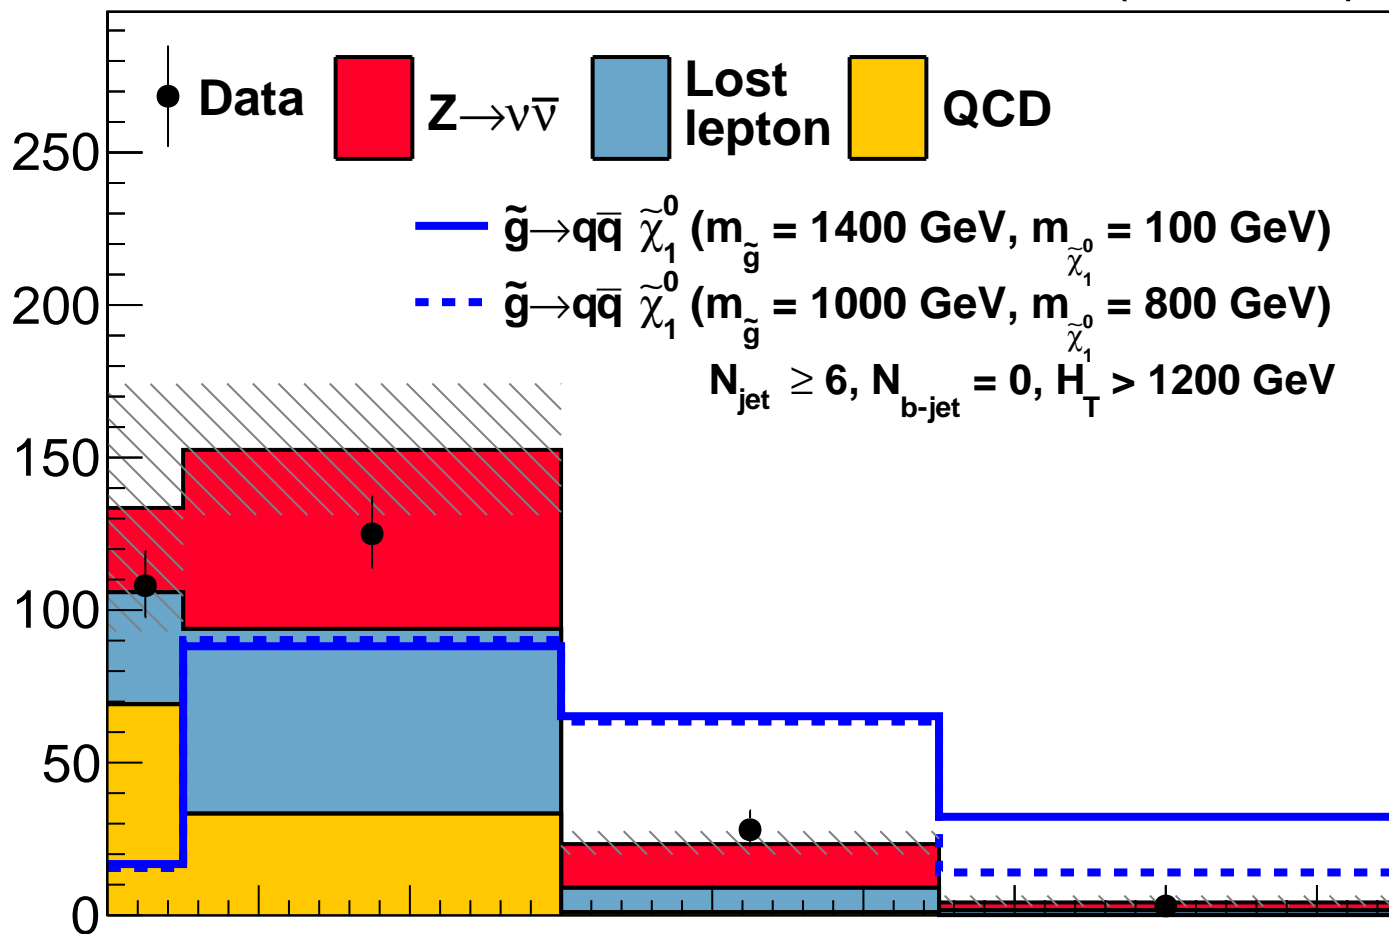 Data
Z→νν̅
Lost
lepton
QCD
g̃→qq̅ χ̃₁⁰ (m_g̃ = 1400 GeV, m_χ̃₁⁰ = 100 GeV)
g̃→qq̅ χ̃₁⁰ (m_g̃ = 1000 GeV, m_χ̃₁⁰ = 800 GeV)
N_jet ≥ 6, N_b-jet = 0, H_T > 1200 GeV
250
200
150
100
50
0